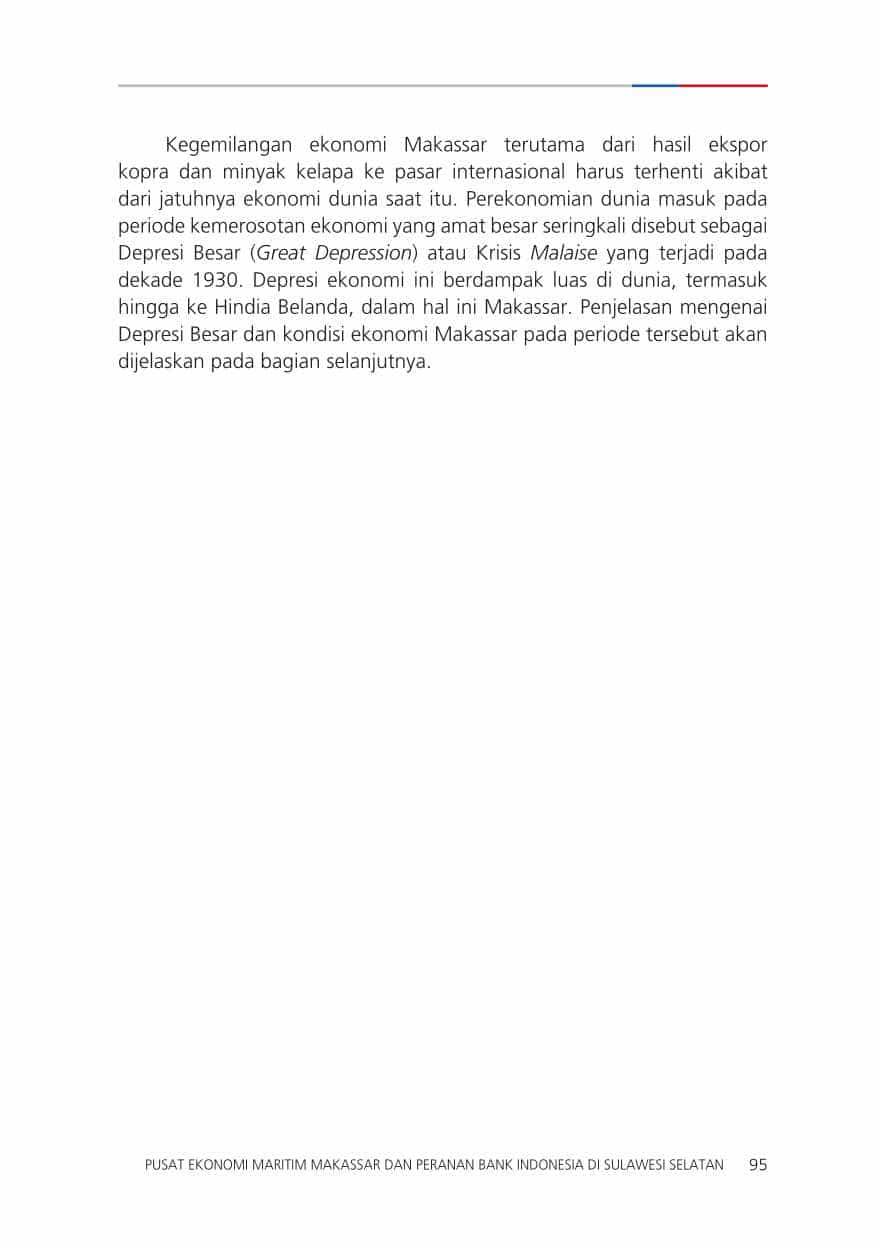 Kegemilangan ekonomi Makassar terutama dari hasil ekspor
kopra dan minyak kelapa ke pasar internasional harus terhenti akibat
dari jatuhnya ekonomi dunia saat itu. Perekonomian dunia masuk pada
periode kemerosotan ekonomi yang amat besar seringkali disebut sebagai
Depresi Besar (Great Depression) atau Krisis Malaise yang terjadi pada
dekade 1930. Depresi ekonomi ini berdampak luas di dunia, termasuk
hingga ke Hindia Belanda, dalam hal ini Makassar. Penjelasan mengenai
Depresi Besar dan kondisi ekonomi Makassar pada periode tersebut akan
dijelaskan pada bagian selanjutnya.
PUSAT EKONOMI MARITIM MAKASSAR DAN PERANAN BANK INDONESIA DI SULAWESI SELATAN 95